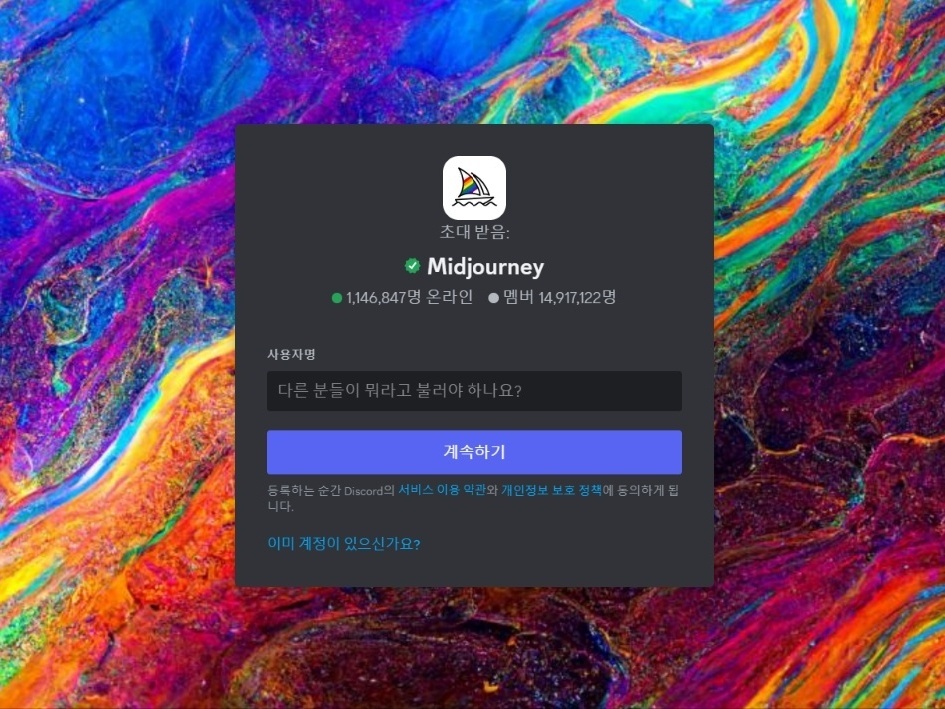 초대 받음:
Midjourney
1,146,847명 온라인 멤버 14,917,122명
사용자명
다른 분들이 뭐라고 불러야 하나요?
계속하기
등록하는 순간 Discord의 서비스 이용 약관와 개인정보 보호 정책에 동의하게 됩
니다.
이미 계정이 있으신가요?